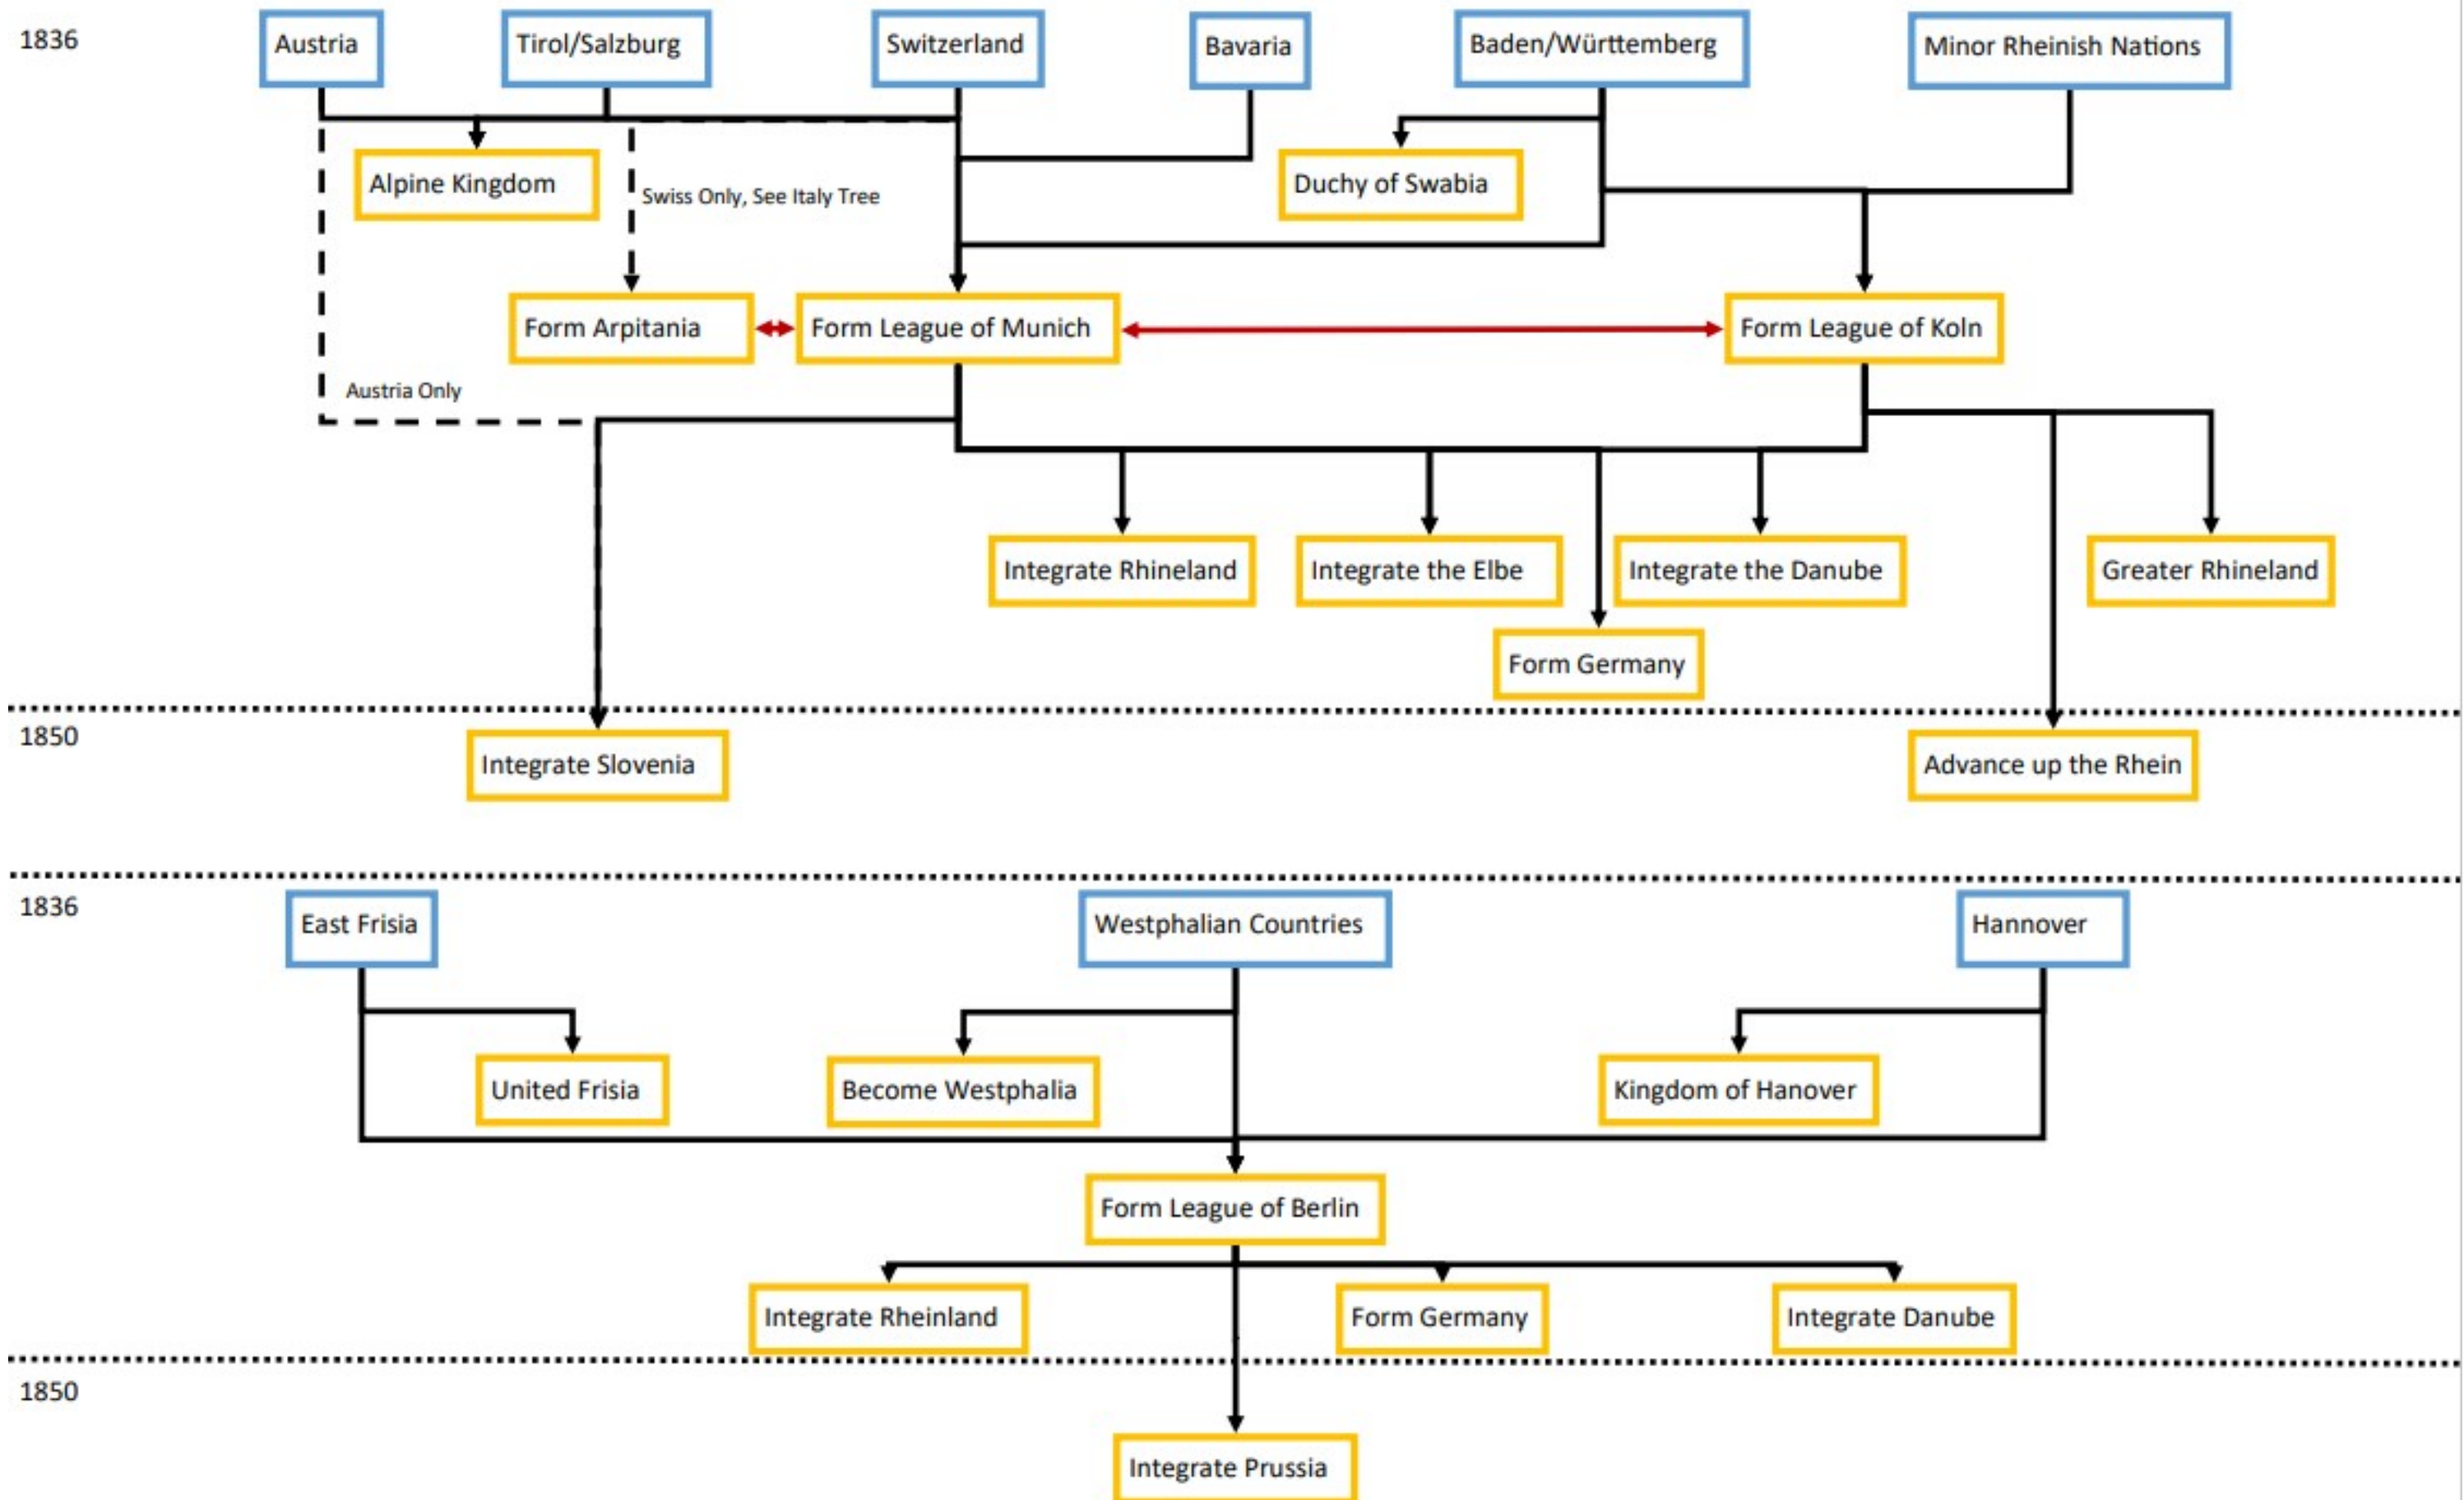 1836
Austria
Tirol/Salzburg
Switzerland
Bavaria
Baden/Württemberg
Minor Rheinish Nations
Alpine Kingdom
Swiss Only, See Italy Tree
Duchy of Swabia
Form Arpitania
Form League of Munich
Form League of Koln
Austria Only
Integrate Rhineland
Integrate the Elbe
Integrate the Danube
Greater Rhineland
Form Germany
1850
Integrate Slovenia
Advance up the Rhein
1836
East Frisia
Westphalian Countries
Hannover
United Frisia
Become Westphalia
Kingdom of Hanover
Form League of Berlin
Integrate Rheinland
Form Germany
Integrate Danube
1850
Integrate Prussia